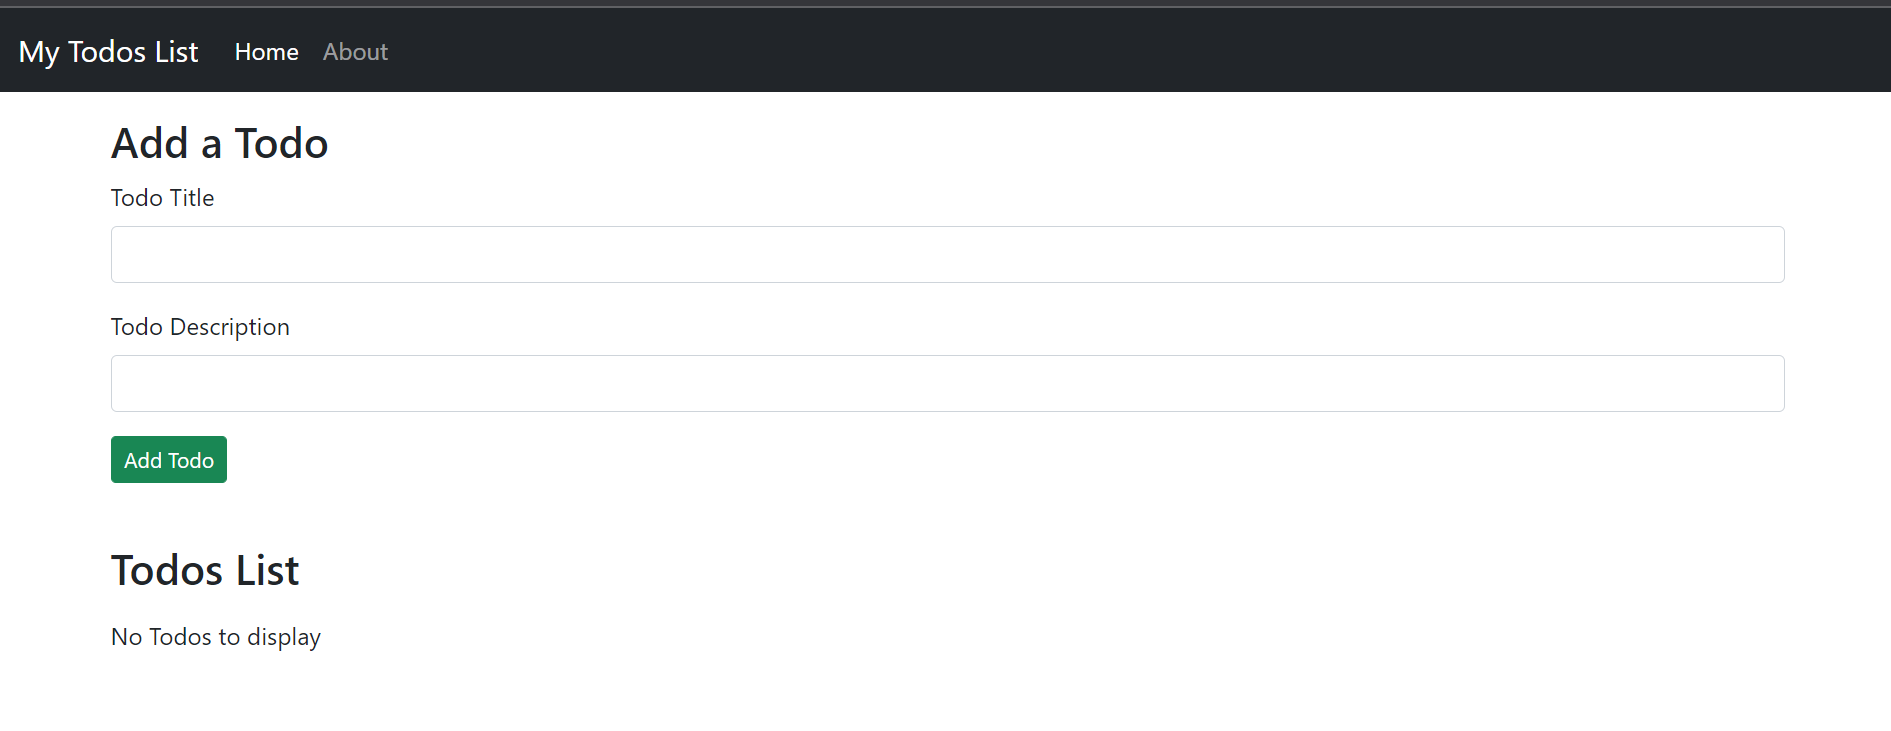 My Todos List Home About
Add a Todo
Todo Title
Todo Description
Add Todo
Todos List
No Todos to display